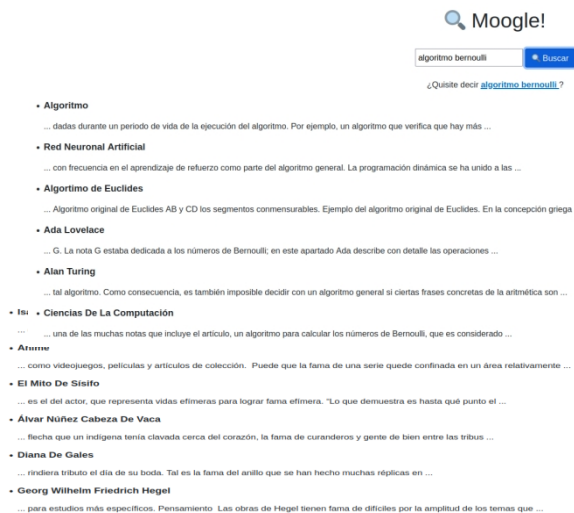 Moogle!
algoritmo bernoulli
Buscar
¿Quisite decir algoritmo bernoulli ?
• Algoritmo
... dadas durante un periodo de vida de la ejecución del algoritmo. Por ejemplo, un algoritmo que verifica que hay más ...
• Red Neuronal Artificial
... con frecuencia en el aprendizaje de refuerzo como parte del algoritmo general. La programación dinámica se ha unido a las ...
• Algortimo de Euclides
... Algoritmo original de Euclides AB y CD los segmentos conmensurables. Ejemplo del algoritmo original de Euclides. En la concepción griega
• Ada Lovelace
... G. La nota G estaba dedicada a los números de Bernoulli; en este apartado Ada describe con detalle las operaciones ...
• Alan Turing
... tal algoritmo. Como consecuencia, es también imposible decidir con un algoritmo general si ciertas frases concretas de la aritmética son ...
• Ciencias De La Computación
... una de las muchas notas que incluye el artículo, un algoritmo para calcular los números de Bernoulli, que es considerado ...
• Anime
... como videojuegos, películas y artículos de colección. Puede que la fama de una serie quede confinada en un área relativamente ...
• El Mito De Sísifo
... es el del actor, que representa vidas efímeras para lograr fama efímera. "Lo que demuestra es hasta qué punto el ...
• Álvar Núñez Cabeza De Vaca
... flecha que un indígena tenía clavada cerca del corazón, la fama de curanderos y gente de bien entre las tribus ...
• Diana De Gales
... rindiera tributo el día de su boda. Tal es la fama del anillo que se han hecho muchas réplicas en ...
• Georg Wilhelm Friedrich Hegel
... para estudios más específicos. Pensamiento Las obras de Hegel tienen fama de difíciles por la amplitud de los temas que ...